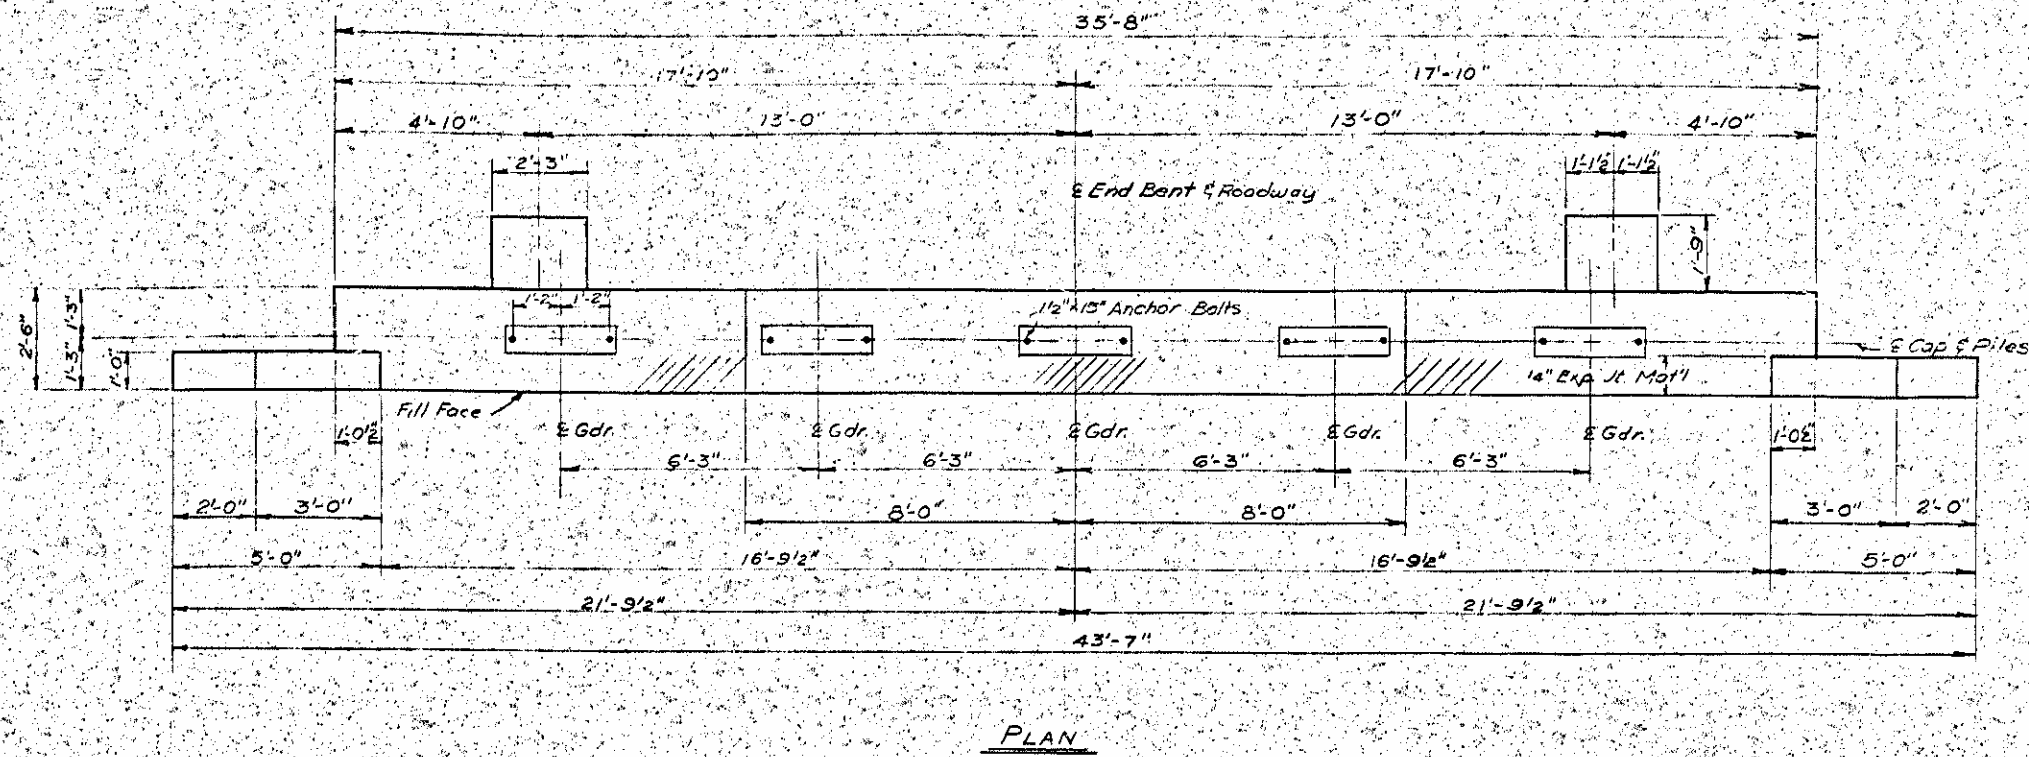 35'-8"
17'-10" 17'-10"
4'-10" 13'-0" 13'-0" 4'-10"
2'-3" 1'-1½" 1'-1½"
℄ End Bent & Roadway
1'-9"
2'-6" 1'-3" 1'-3" 1'-0"
1'-2" 1'-2" 1½"x15" Anchor Bolts
℄ Cap & Piles
¼" Exp. Jt. Mat'l
Fill Face
1'-0½" ℄ Gdr. ℄ Gdr. ℄ Gdr. ℄ Gdr. ℄ Gdr. 1'-0½"
6'-3" 6'-3" 6'-3" 6'-3"
2'-0" 3'-0" 8'-0" 8'-0" 3'-0" 2'-0"
5'-0" 16'-9½" 16'-9½" 5'-0"
21'-9½" 21'-9½"
43'-7"
PLAN